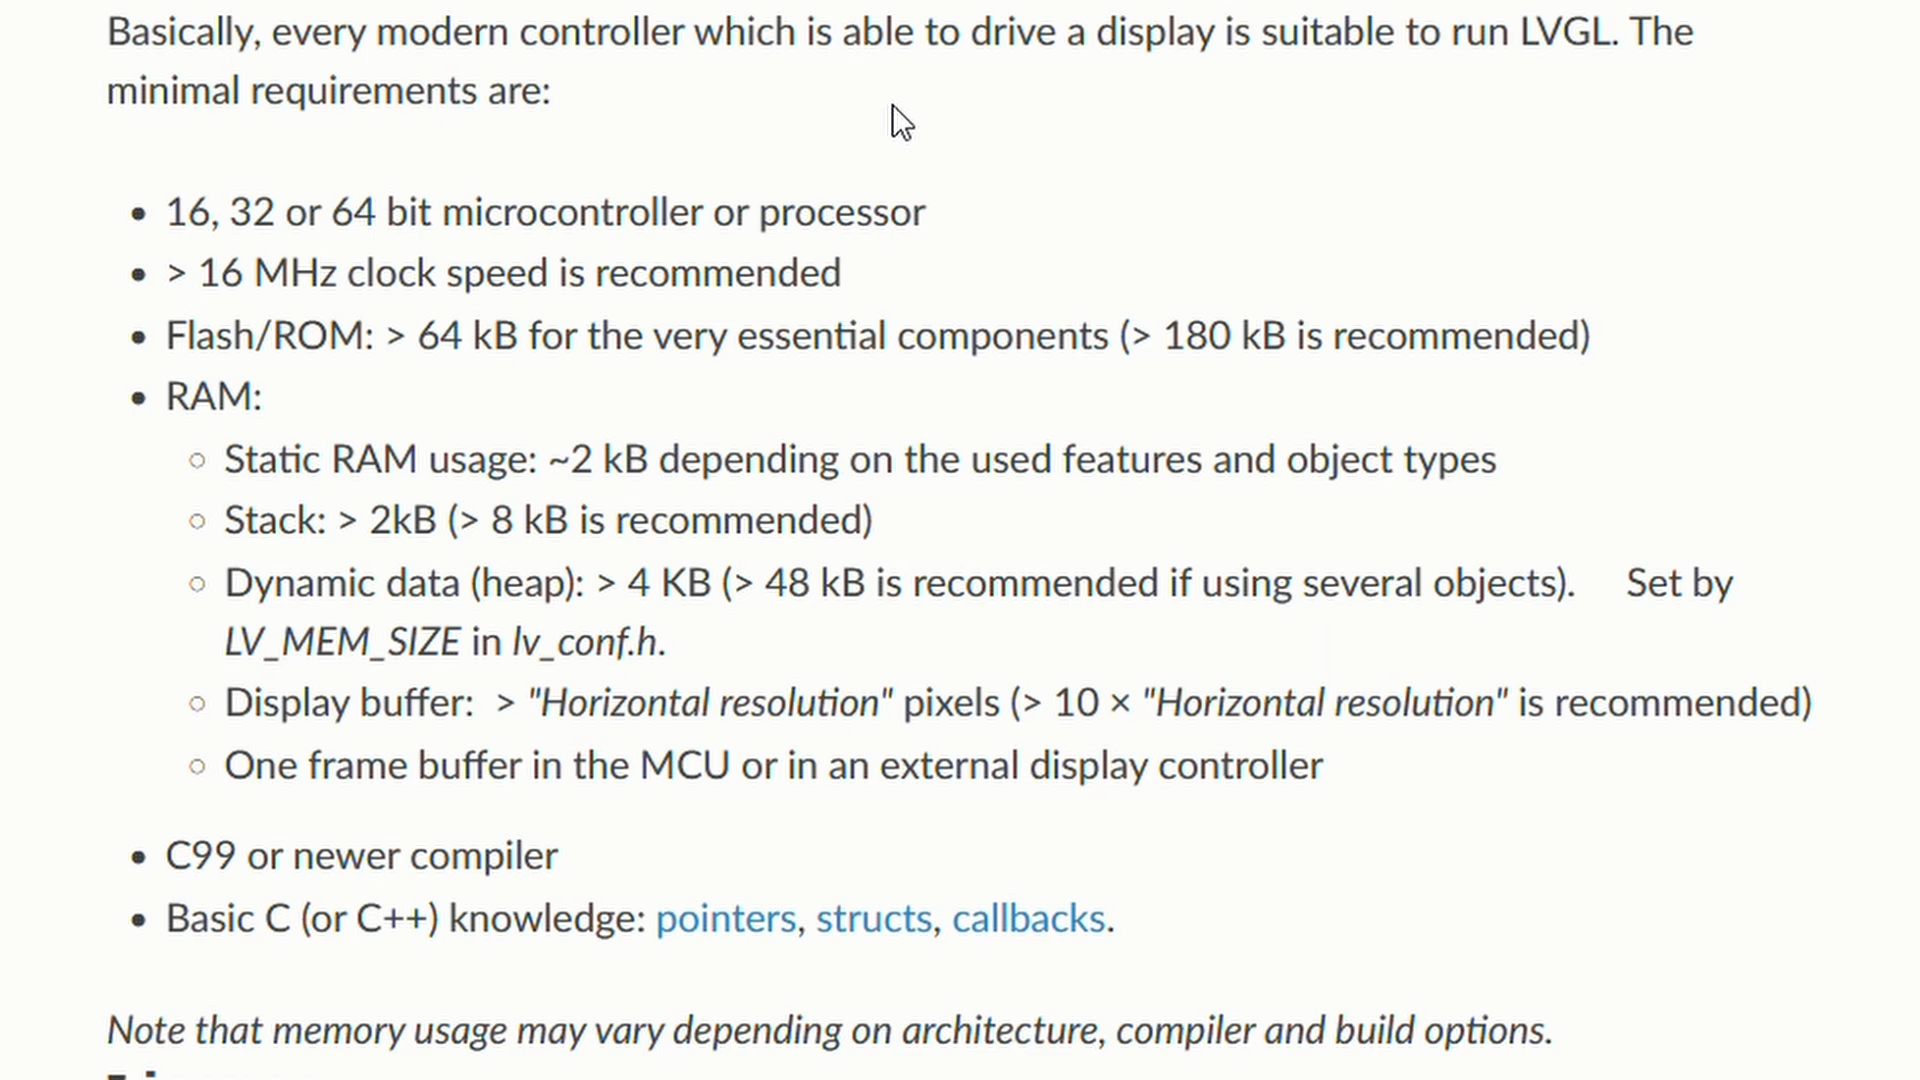 Basically, every modern controller which is able to drive a display is suitable to run LVGL. The
minimal requirements are:
• 16, 32 or 64 bit microcontroller or processor
• > 16 MHz clock speed is recommended
• Flash/ROM: > 64 kB for the very essential components (> 180 kB is recommended)
• RAM:
◦ Static RAM usage: ~2 kB depending on the used features and object types
◦ Stack: > 2kB (> 8 kB is recommended)
◦ Dynamic data (heap): > 4 KB (> 48 kB is recommended if using several objects). Set by
LV_MEM_SIZE in lv_conf.h.
◦ Display buffer: > "Horizontal resolution" pixels (> 10 × "Horizontal resolution" is recommended)
◦ One frame buffer in the MCU or in an external display controller
• C99 or newer compiler
• Basic C (or C++) knowledge: pointers, structs, callbacks.
Note that memory usage may vary depending on architecture, compiler and build options.